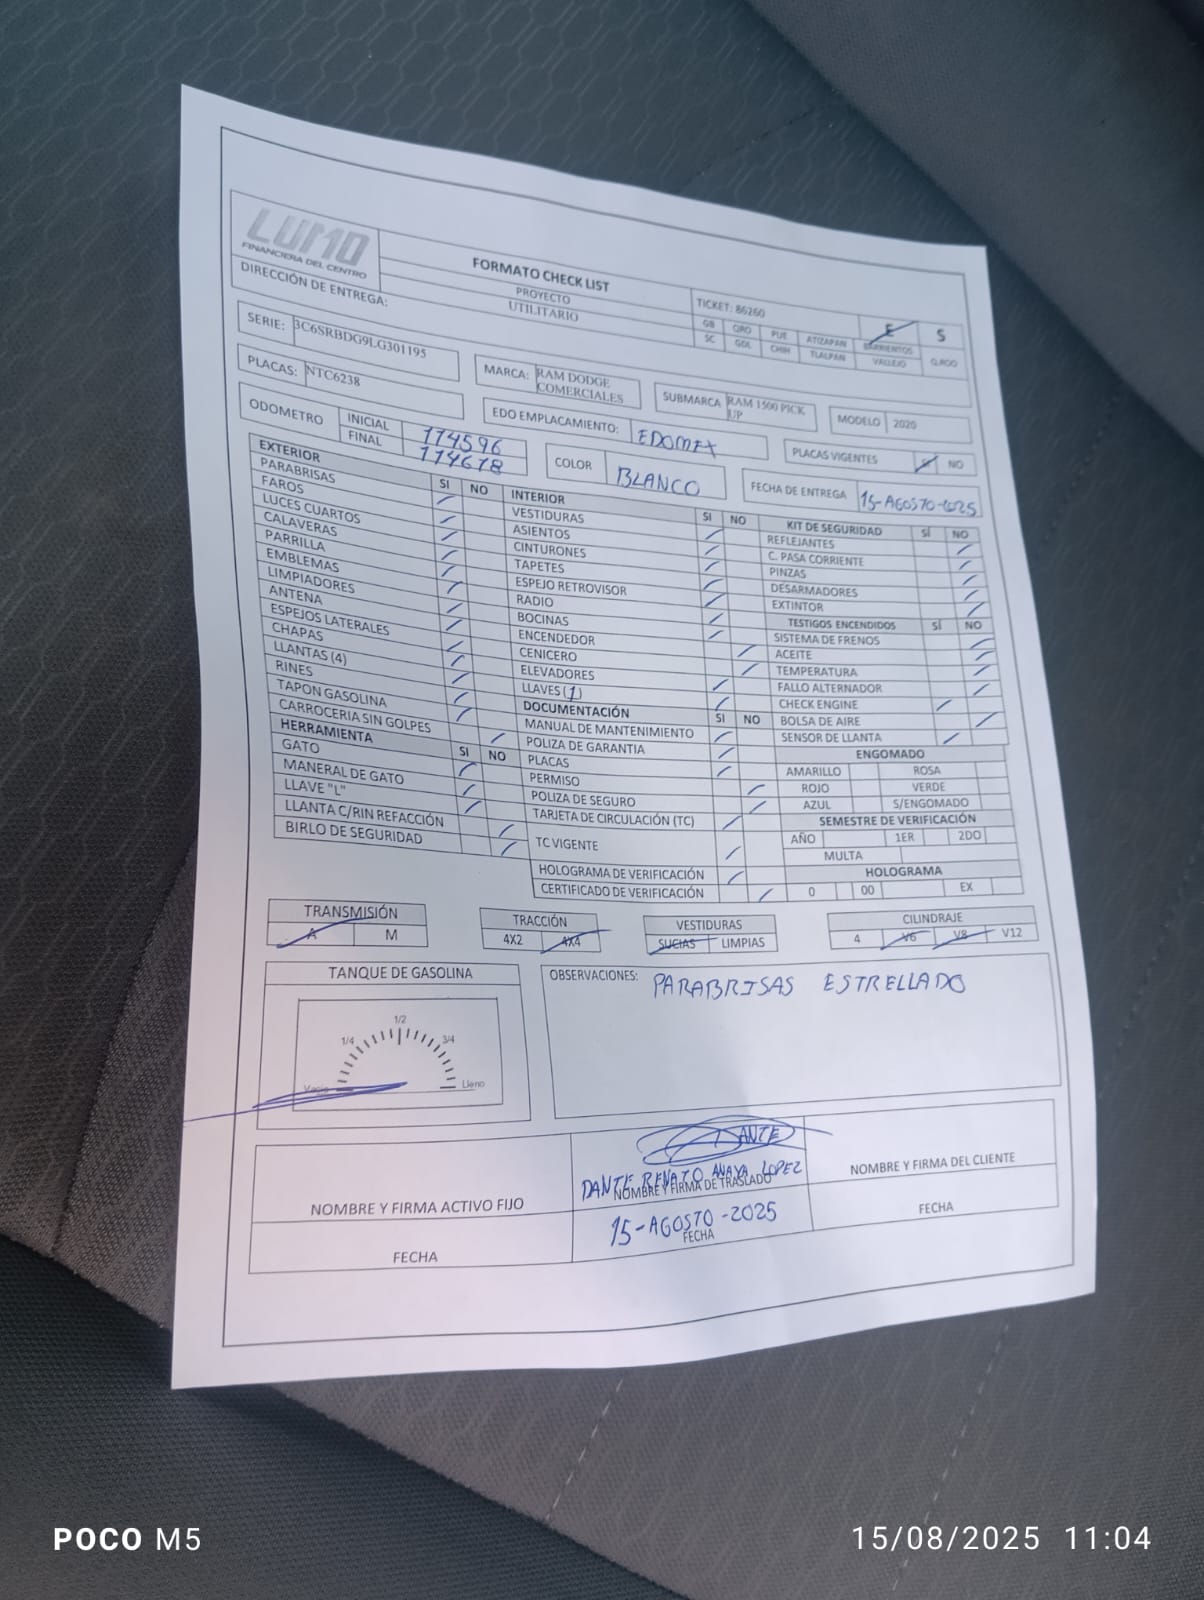 LUMO
FINANCIERA DEL CENTRO
FORMATO CHECK LIST
PROYECTO
UTILITARIO
TICKET: 86260
E S
GB QRO PUE ATIZAPAN BARRIENTOS
SC GDL CHIH TLALPAN VALLEJO
DIRECCIÓN DE ENTREGA:
SERIE: 3C6SRBDG9LG301195
MARCA: RAM DODGE COMERCIALES
SUBMARCA RAM 1500 PICK UP
MODELO 2020
PLACAS: NTC6238
EDO EMPLACAMIENTO: EDOMEX
PLACAS VIGENTES SI NO
ODOMETRO
INICIAL 174596
FINAL 174678
COLOR BLANCO
FECHA DE ENTREGA 15-AGOSTO-2025
EXTERIOR SI NO
PARABRISAS
FAROS
LUCES CUARTOS
CALAVERAS
PARRILLA
EMBLEMAS
LIMPIADORES
ANTENA
ESPEJOS LATERALES
CHAPAS
LLANTAS (4)
RINES
TAPON GASOLINA
CARROCERIA SIN GOLPES
HERRAMIENTA SI NO
GATO
MANERAL DE GATO
LLAVE "L"
LLANTA C/RIN REFACCIÓN
BIRLO DE SEGURIDAD
INTERIOR SI NO
VESTIDURAS
ASIENTOS
CINTURONES
TAPETES
ESPEJO RETROVISOR
RADIO
BOCINAS
ENCENDEDOR
CENICERO
ELEVADORES
LLAVES (1)
DOCUMENTACIÓN SI NO
MANUAL DE MANTENIMIENTO
POLIZA DE GARANTIA
PLACAS
PERMISO
POLIZA DE SEGURO
TARJETA DE CIRCULACIÓN (TC)
TC VIGENTE
HOLOGRAMA DE VERIFICACIÓN
CERTIFICADO DE VERIFICACIÓN
KIT DE SEGURIDAD SÍ NO
REFLEJANTES
C. PASA CORRIENTE
PINZAS
DESARMADORES
EXTINTOR
TESTIGOS ENCENDIDOS SÍ NO
SISTEMA DE FRENOS
ACEITE
TEMPERATURA
FALLO ALTERNADOR
CHECK ENGINE
BOLSA DE AIRE
SENSOR DE LLANTA
ENGOMADO
AMARILLO ROSA
ROJO VERDE
AZUL S/ENGOMADO
SEMESTRE DE VERIFICACIÓN
AÑO 1ER 2DO
MULTA
HOLOGRAMA
0 00 EX
TRANSMISIÓN
A M
TRACCIÓN
4X2 4X4
VESTIDURAS
SUCIAS LIMPIAS
CILINDRAJE
4 V6 V8 V12
TANQUE DE GASOLINA
1/2
1/4 3/4
Vacio Lleno
OBSERVACIONES: PARABRISAS ESTRELLADO
NOMBRE Y FIRMA ACTIVO FIJO
FECHA
DANTE
DANTE RENATO ANAYA LOPEZ
NOMBRE Y FIRMA DE TRASLADO
15-AGOSTO-2025
FECHA
NOMBRE Y FIRMA DEL CLIENTE
FECHA
POCO M5
15/08/2025 11:04